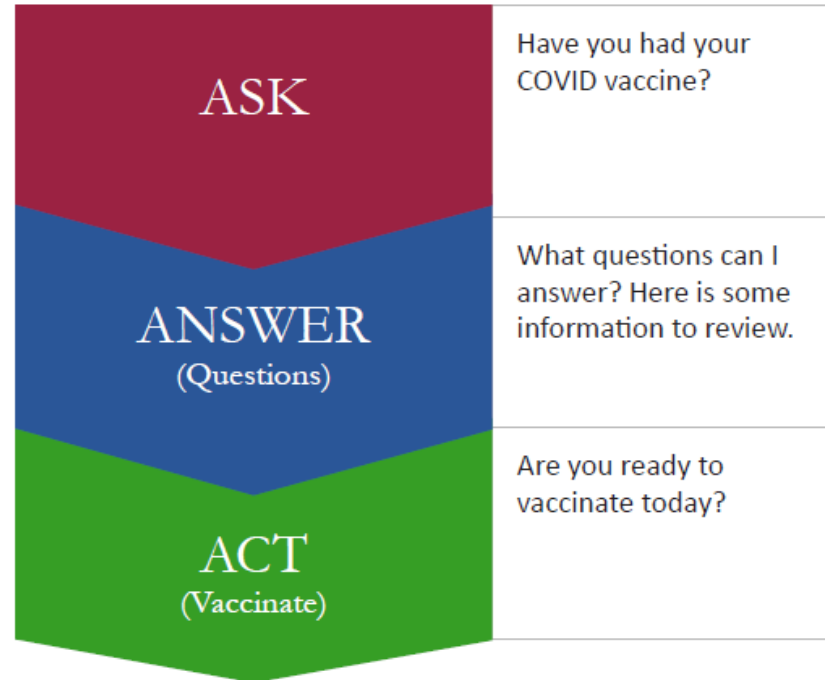 ASK
Have you had your
COVID vaccine?
ANSWER
(Questions)
What questions can I
answer? Here is some
information to review.
ACT
(Vaccinate)
Are you ready to
vaccinate today?